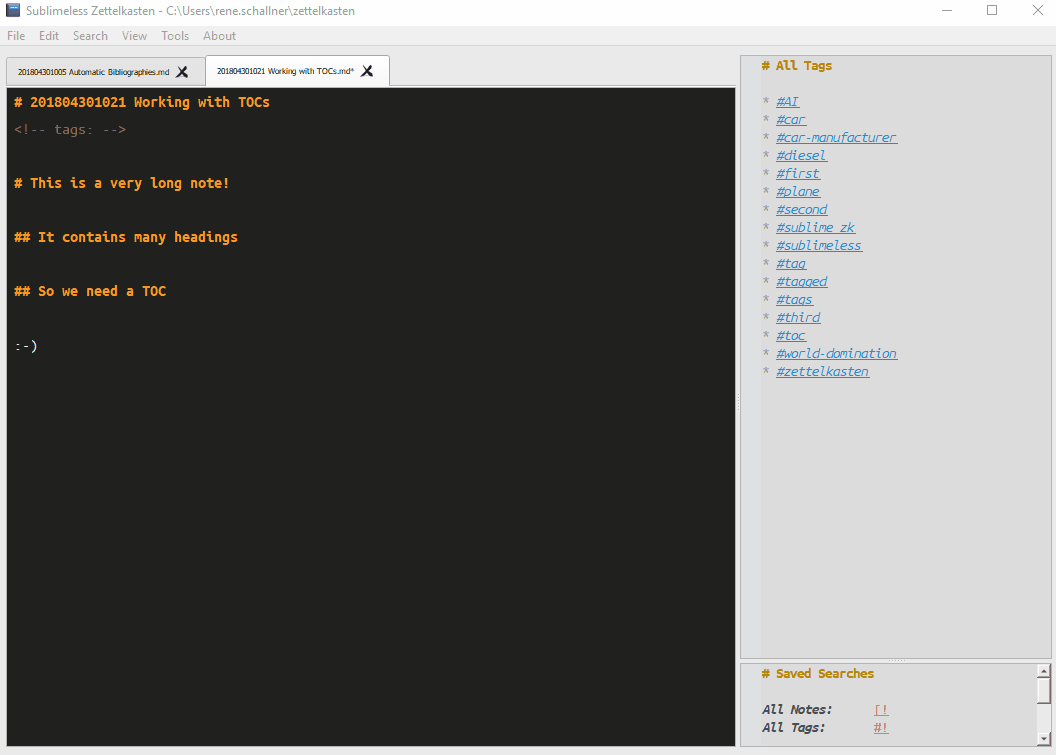 Sublimeless Zettelkasten - C:\Users\rene.schallner\zettelkasten
File Edit Search View Tools About
201804301005 Automatic Bibliographies.md
201804301021 Working with TOCs.md*
# 201804301021 Working with TOCs
<!-- tags: -->
# This is a very long note!
## It contains many headings
## So we need a TOC
:-)
# All Tags
* #AI
* #car
* #car-manufacturer
* #diesel
* #first
* #plane
* #second
* #sublime_zk
* #sublimeless
* #tag
* #tagged
* #tags
* #third
* #toc
* #world-domination
* #zettelkasten
# Saved Searches
All Notes: [!
All Tags: #!